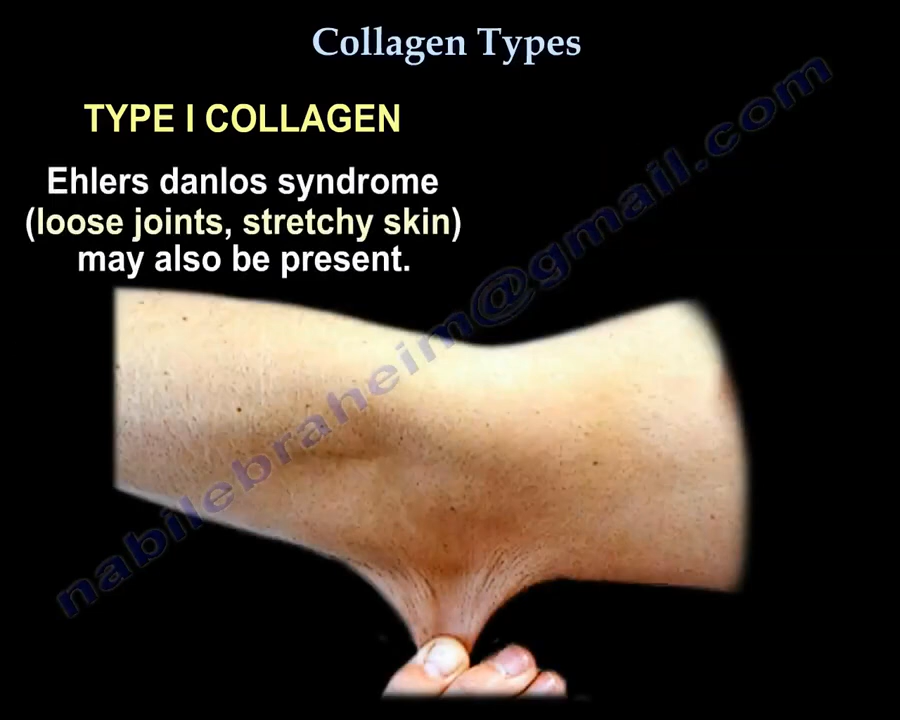 Collagen Types
TYPE I COLLAGEN
Ehlers danlos syndrome
(loose joints, stretchy skin)
may also be present.
nabilebraheim@gmail.com